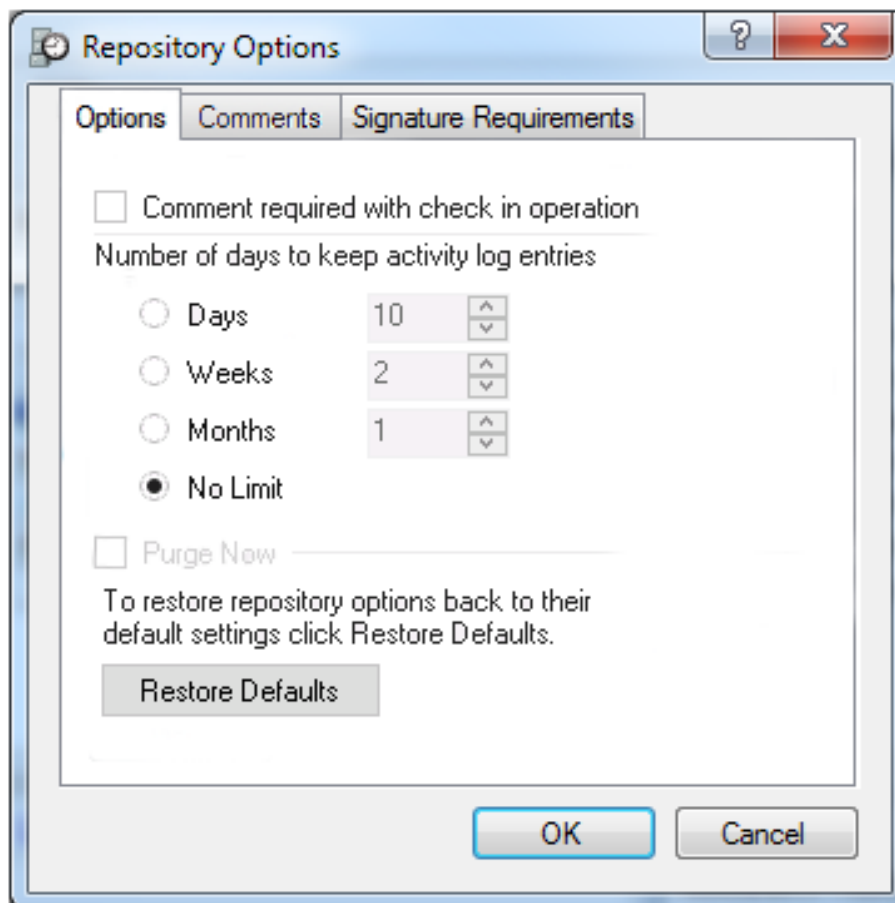 Repository Options
Options Comments Signature Requirements
Comment required with check in operation
Number of days to keep activity log entries
Days 10
Weeks 2
Months 1
No Limit
Purge Now
To restore repository options back to their
default settings click Restore Defaults.
Restore Defaults
OK Cancel